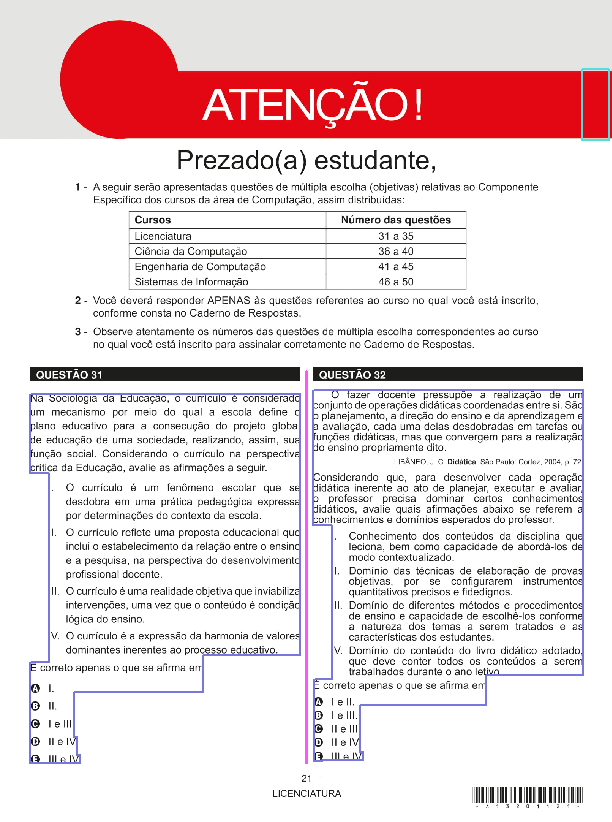 ATENÇÃO!
Prezado(a) estudante,
1 - A seguir serão apresentadas questões de múltipla escolha (objetivas) relativas ao Componente
Específico dos cursos da área de Computação, assim distribuídas:
Cursos Número das questões
Licenciatura 31 a 35
Ciência da Computação 36 a 40
Engenharia de Computação 41 a 45
Sistemas de Informação 46 a 50
2 - Você deverá responder APENAS às questões referentes ao curso no qual você está inscrito,
conforme consta no Caderno de Respostas.
3 - Observe atentamente os números das questões de múltipla escolha correspondentes ao curso
no qual você está inscrito para assinalar corretamente no Caderno de Respostas.
QUESTÃO 31
Na Sociologia da Educação, o currículo é considerado
um mecanismo por meio do qual a escola define o
plano educativo para a consecução do projeto global
de educação de uma sociedade, realizando, assim, sua
função social. Considerando o currículo na perspectiva
crítica da Educação, avalie as afirmações a seguir.
I. O currículo é um fenômeno escolar que se
desdobra em uma prática pedagógica expressa
por determinações do contexto da escola.
II. O currículo reflete uma proposta educacional que
inclui o estabelecimento da relação entre o ensino
e a pesquisa, na perspectiva do desenvolvimento
profissional docente.
III. O currículo é uma realidade objetiva que inviabiliza
intervenções, uma vez que o conteúdo é condição
lógica do ensino.
IV. O currículo é a expressão da harmonia de valores
dominantes inerentes ao processo educativo.
É correto apenas o que se afirma em
A I.
B II.
C I e III.
D II e IV.
E III e IV.
QUESTÃO 32
O fazer docente pressupõe a realização de um
conjunto de operações didáticas coordenadas entre si. São
o planejamento, a direção do ensino e da aprendizagem e
a avaliação, cada uma delas desdobradas em tarefas ou
funções didáticas, mas que convergem para a realização
do ensino propriamente dito.
LIBÂNEO, J. C. Didática. São Paulo: Cortez, 2004, p. 72.
Considerando que, para desenvolver cada operação
didática inerente ao ato de planejar, executar e avaliar,
o professor precisa dominar certos conhecimentos
didáticos, avalie quais afirmações abaixo se referem a
conhecimentos e domínios esperados do professor.
I. Conhecimento dos conteúdos da disciplina que
leciona, bem como capacidade de abordá-los de
modo contextualizado.
II. Domínio das técnicas de elaboração de provas
objetivas, por se configurarem instrumentos
quantitativos precisos e fidedignos.
III. Domínio de diferentes métodos e procedimentos
de ensino e capacidade de escolhê-los conforme
a natureza dos temas a serem tratados e as
características dos estudantes.
IV. Domínio do conteúdo do livro didático adotado,
que deve conter todos os conteúdos a serem
trabalhados durante o ano letivo.
É correto apenas o que se afirma em
A I e II.
B I e III.
C II e III.
D II e IV.
E III e IV.
21
LICENCIATURA